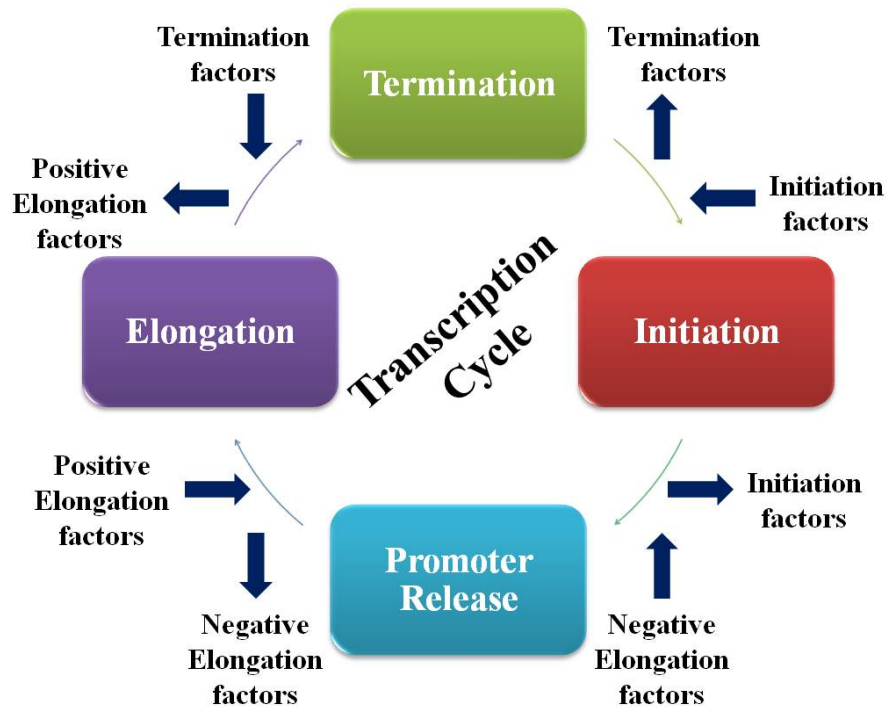 Termination
factors
Termination
Termination
factors
Positive
Elongation
factors
Initiation
factors
Elongation
Transcription
Cycle
Initiation
Positive
Elongation
factors
Initiation
factors
Promoter
Release
Negative
Elongation
factors
Negative
Elongation
factors